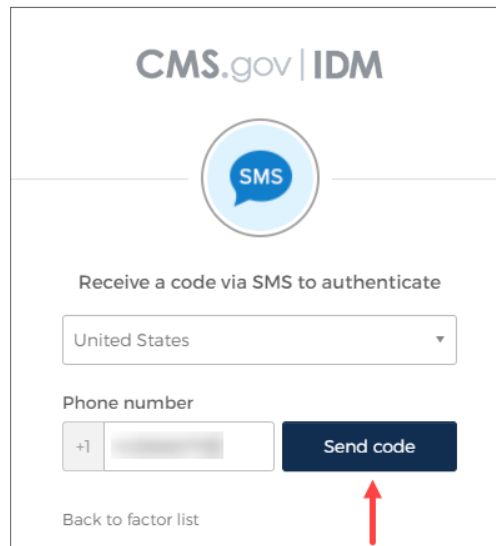 CMS.gov | IDM
SMS
Receive a code via SMS to authenticate
United States
Phone number
+1
Send code
Back to factor list